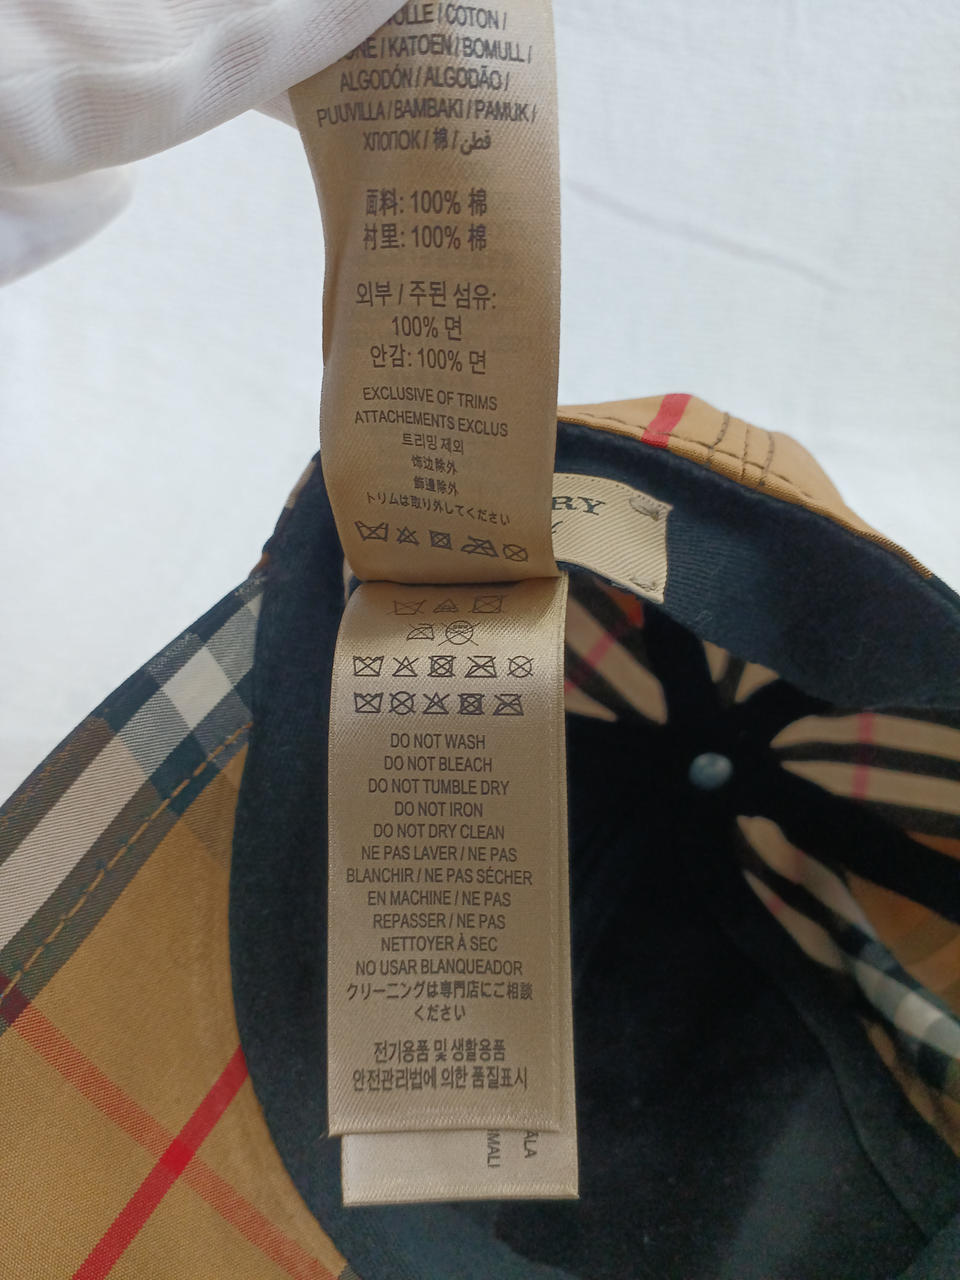 COTON /
/ KATOEN / BOMULL /
ALGODÓN / ALGODÃO /
PUUVILLA / BAMBAKI / PAMUK /
ХЛОПОК / 棉 / قطن
面料: 100% 棉
衬里: 100% 棉
외부 / 주된 섬유:
100% 면
안감: 100% 면
EXCLUSIVE OF TRIMS
ATTACHEMENTS EXCLUS
트리밍 제외
饰边除外
飾邊除外
トリムは取り外してください
DO NOT WASH
DO NOT BLEACH
DO NOT TUMBLE DRY
DO NOT IRON
DO NOT DRY CLEAN
NE PAS LAVER / NE PAS
BLANCHIR / NE PAS SÉCHER
EN MACHINE / NE PAS
REPASSER / NE PAS
NETTOYER À SEC
NO USAR BLANQUEADOR
クリーニングは専門店にご相談
ください
전기용품 및 생활용품
안전관리법에 의한 품질표시